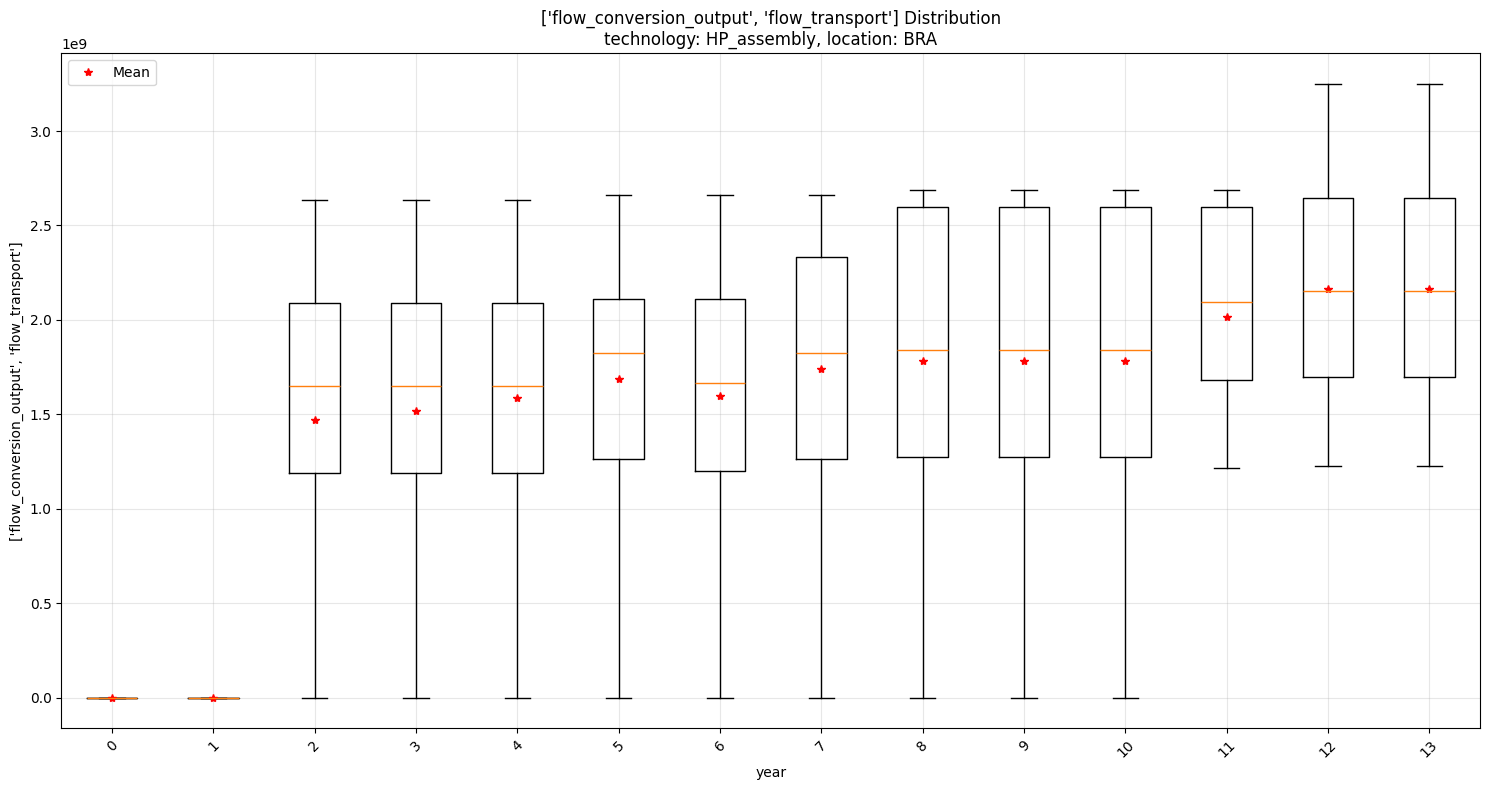 ['flow_conversion_output', 'flow_transport'] Distribution
technology: HP_assembly, location: BRA
1e9
Mean
3.0
2.5
2.0
1.5
1.0
0.5
0.0
['flow_conversion_output', 'flow_transport']
0 1 2 3 4 5 6 7 8 9 10 11 12 13
year